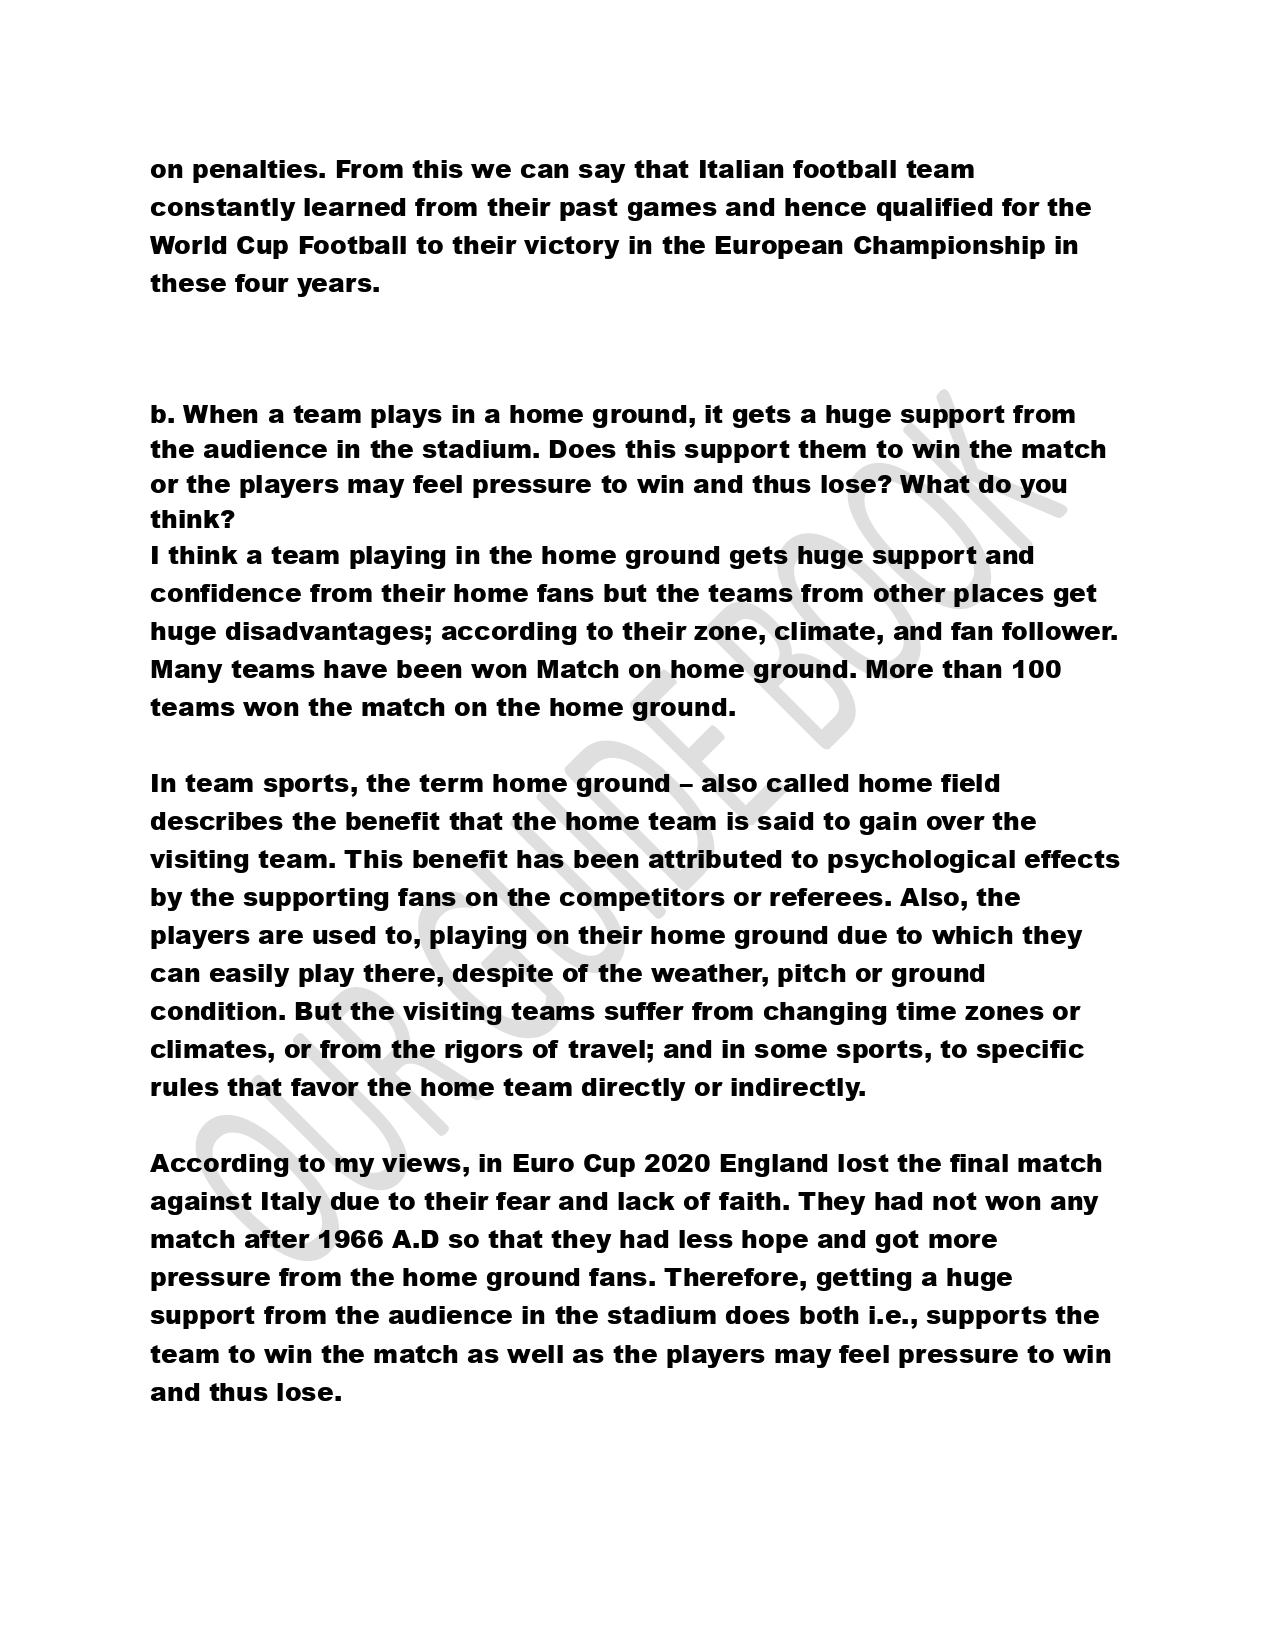 on penalties. From this we can say that Italian football team
constantly learned from their past games and hence qualified for the
World Cup Football to their victory in the European Championship in
these four years.
b. When a team plays in a home ground, it gets a huge support from
the audience in the stadium. Does this support them to win the match
or the players may feel pressure to win and thus lose? What do you
think?
I think a team playing in the home ground gets huge support and
confidence from their home fans but the teams from other places get
huge disadvantages; according to their zone, climate, and fan follower.
Many teams have been won Match on home ground. More than 100
teams won the match on the home ground.
In team sports, the term home ground – also called home field
describes the benefit that the home team is said to gain over the
visiting team. This benefit has been attributed to psychological effects
by the supporting fans on the competitors or referees. Also, the
players are used to, playing on their home ground due to which they
can easily play there, despite of the weather, pitch or ground
condition. But the visiting teams suffer from changing time zones or
climates, or from the rigors of travel; and in some sports, to specific
rules that favor the home team directly or indirectly.
According to my views, in Euro Cup 2020 England lost the final match
against Italy due to their fear and lack of faith. They had not won any
match after 1966 A.D so that they had less hope and got more
pressure from the home ground fans. Therefore, getting a huge
support from the audience in the stadium does both i.e., supports the
team to win the match as well as the players may feel pressure to win
and thus lose.
OUR GUIDE BOOK